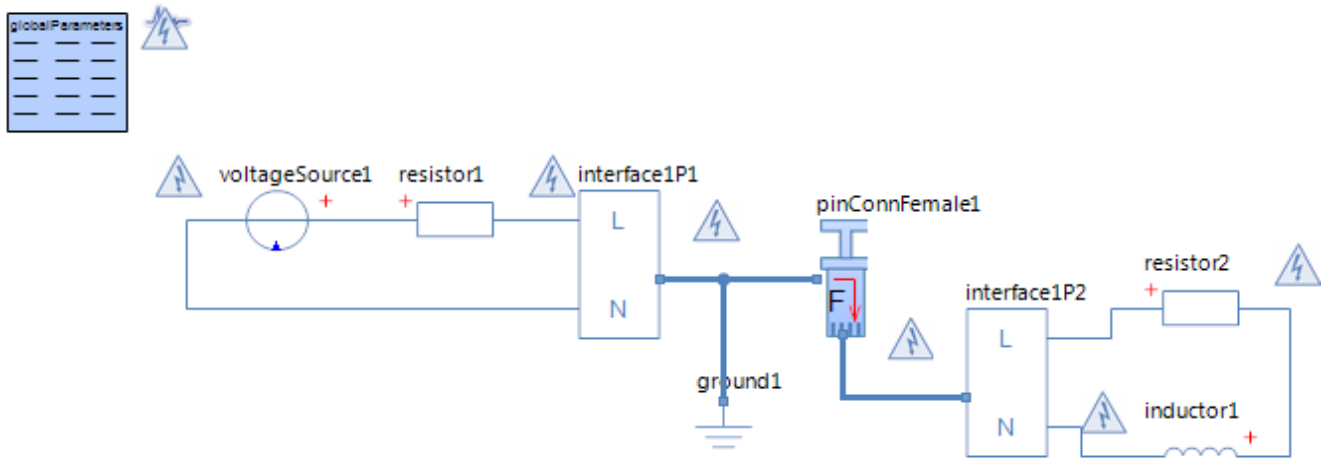 globalParameters
voltageSource1
resistor1
interface1P1
L
N
pinConnFemale1
F
ground1
interface1P2
L
N
resistor2
inductor1